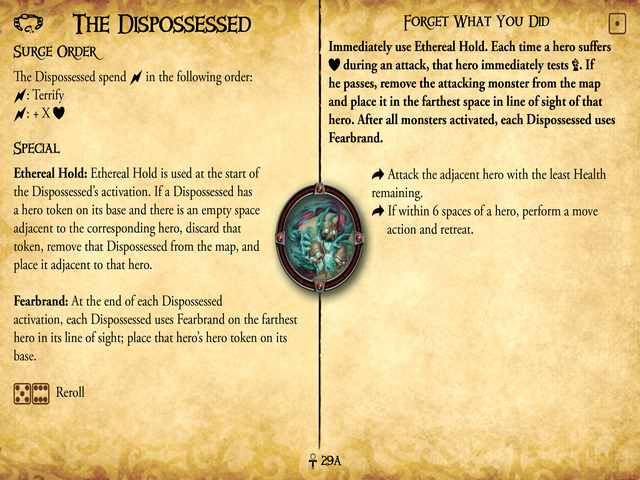 The Dispossessed
Surge Order
The Dispossessed spend in the following order:
: Terrify
: + X
Special
Ethereal Hold: Ethereal Hold is used at the start of
the Dispossessed's activation. If a Dispossessed has
a hero token on its base and there is an empty space
adjacent to the corresponding hero, discard that
token, remove that Dispossessed from the map, and
place it adjacent to that hero.
Fearbrand: At the end of each Dispossessed
activation, each Dispossessed uses Fearbrand on the farthest
hero in its line of sight; place that hero's hero token on its
base.
Reroll
Forget What You Did
Immediately use Ethereal Hold. Each time a hero suffers
during an attack, that hero immediately tests . If
he passes, remove the attacking monster from the map
and place it in the farthest space in line of sight of that
hero. After all monsters activated, each Dispossessed uses
Fearbrand.
Attack the adjacent hero with the least Health
remaining.
If within 6 spaces of a hero, perform a move
action and retreat.
29A